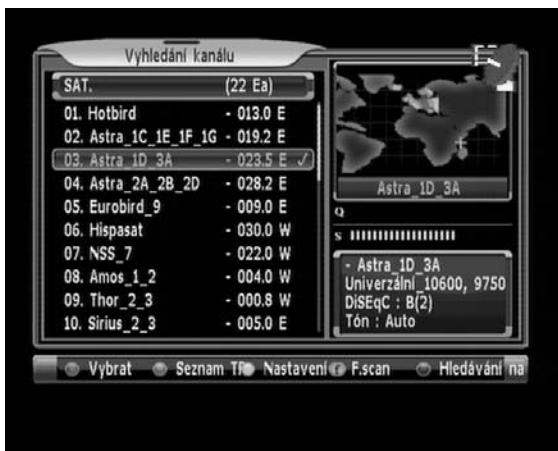 Vyhledání kanálu
SAT. (22 Ea)
01. Hotbird - 013.0 E
02. Astra_1C_1E_1F_1G - 019.2 E
03. Astra_1D_3A - 023.5 E ✓
04. Astra_2A_2B_2D - 028.2 E
05. Eurobird_9 - 009.0 E
06. Hispasat - 030.0 W
07. NSS_7 - 022.0 W
08. Amos_1_2 - 004.0 W
09. Thor_2_3 - 000.8 W
10. Sirius_2_3 - 005.0 E
Astra_1D_3A
Q
S
- Astra_1D_3A
Univerzální_10600, 9750
DiSEqC : B(2)
Tón : Auto
Vybrat Seznam TP Nastavení F.scan Hledávání na